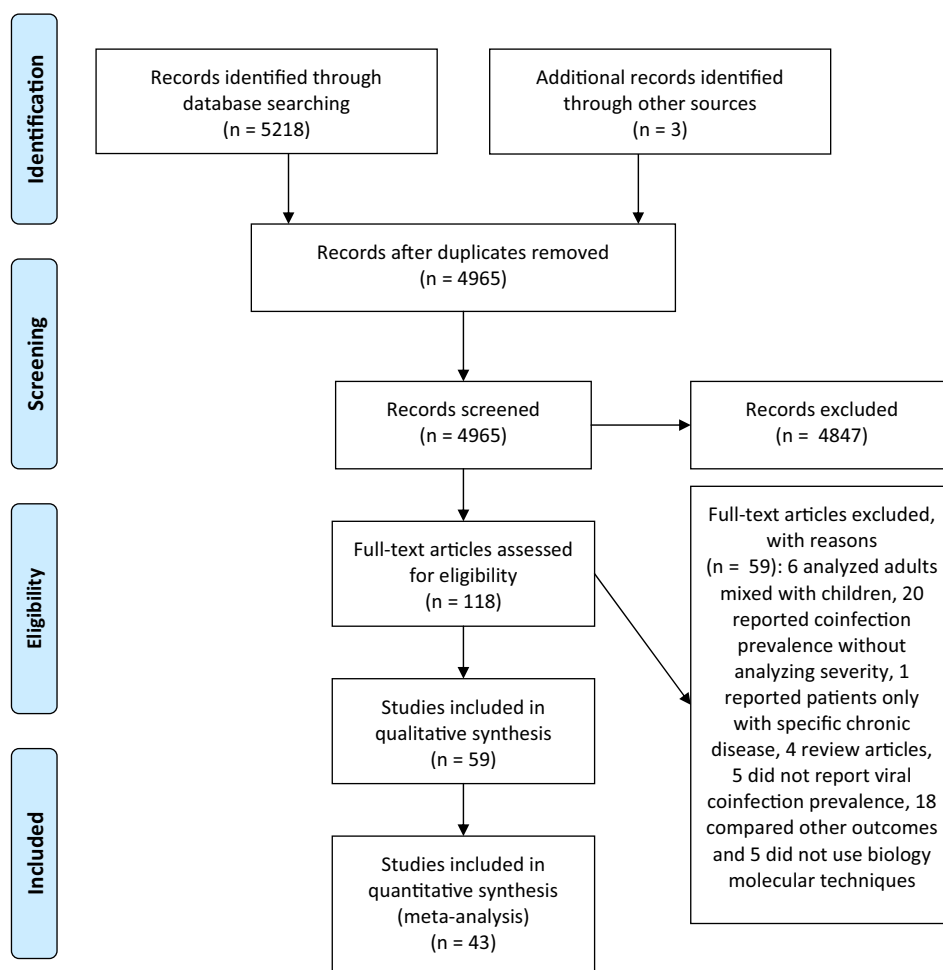 Identification
Records identified through
database searching
(n = 5218)
Additional records identified
through other sources
(n = 3)
Records after duplicates removed
(n = 4965)
Screening
Records screened
(n = 4965)
Records excluded
(n =  4847)
Eligibility
Full-text articles assessed
for eligibility
(n = 118)
Full-text articles excluded,
with reasons
(n =  59): 6 analyzed adults
mixed with children, 20
reported coinfection
prevalence without
analyzing severity, 1
reported patients only
with specific chronic
disease, 4 review articles,
5 did not report viral
coinfection prevalence, 18
compared other outcomes
and 5 did not use biology
molecular techniques
Studies included in
qualitative synthesis
(n = 59)
Included
Studies included in
quantitative synthesis
(meta-analysis)
(n = 43)